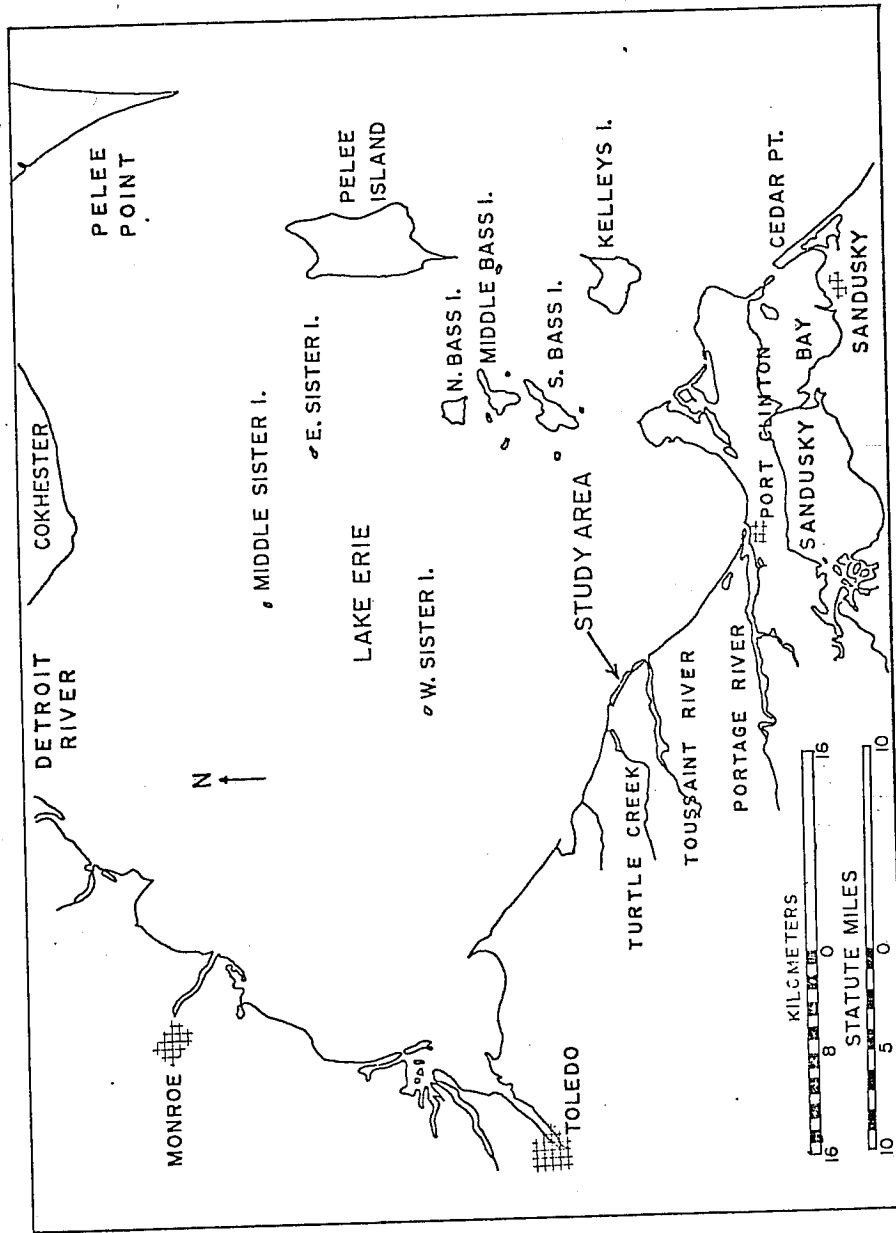 DETROIT
RIVER
COKHESTER
PELEE
POINT
MONROE
N
MIDDLE SISTER I.
E. SISTER I.
PELEE
ISLAND
LAKE ERIE
W. SISTER I.
N. BASS I.
MIDDLE BASS I.
S. BASS I.
KELLEYS I.
TOLEDO
STUDY AREA
TURTLE CREEK
TOUSSAINT RIVER
PORTAGE RIVER
PORT CLINTON
CEDAR PT.
SANDUSKY BAY
SANDUSKY
KILOMETERS
16 8 0 16
STATUTE MILES
10 5 0 10